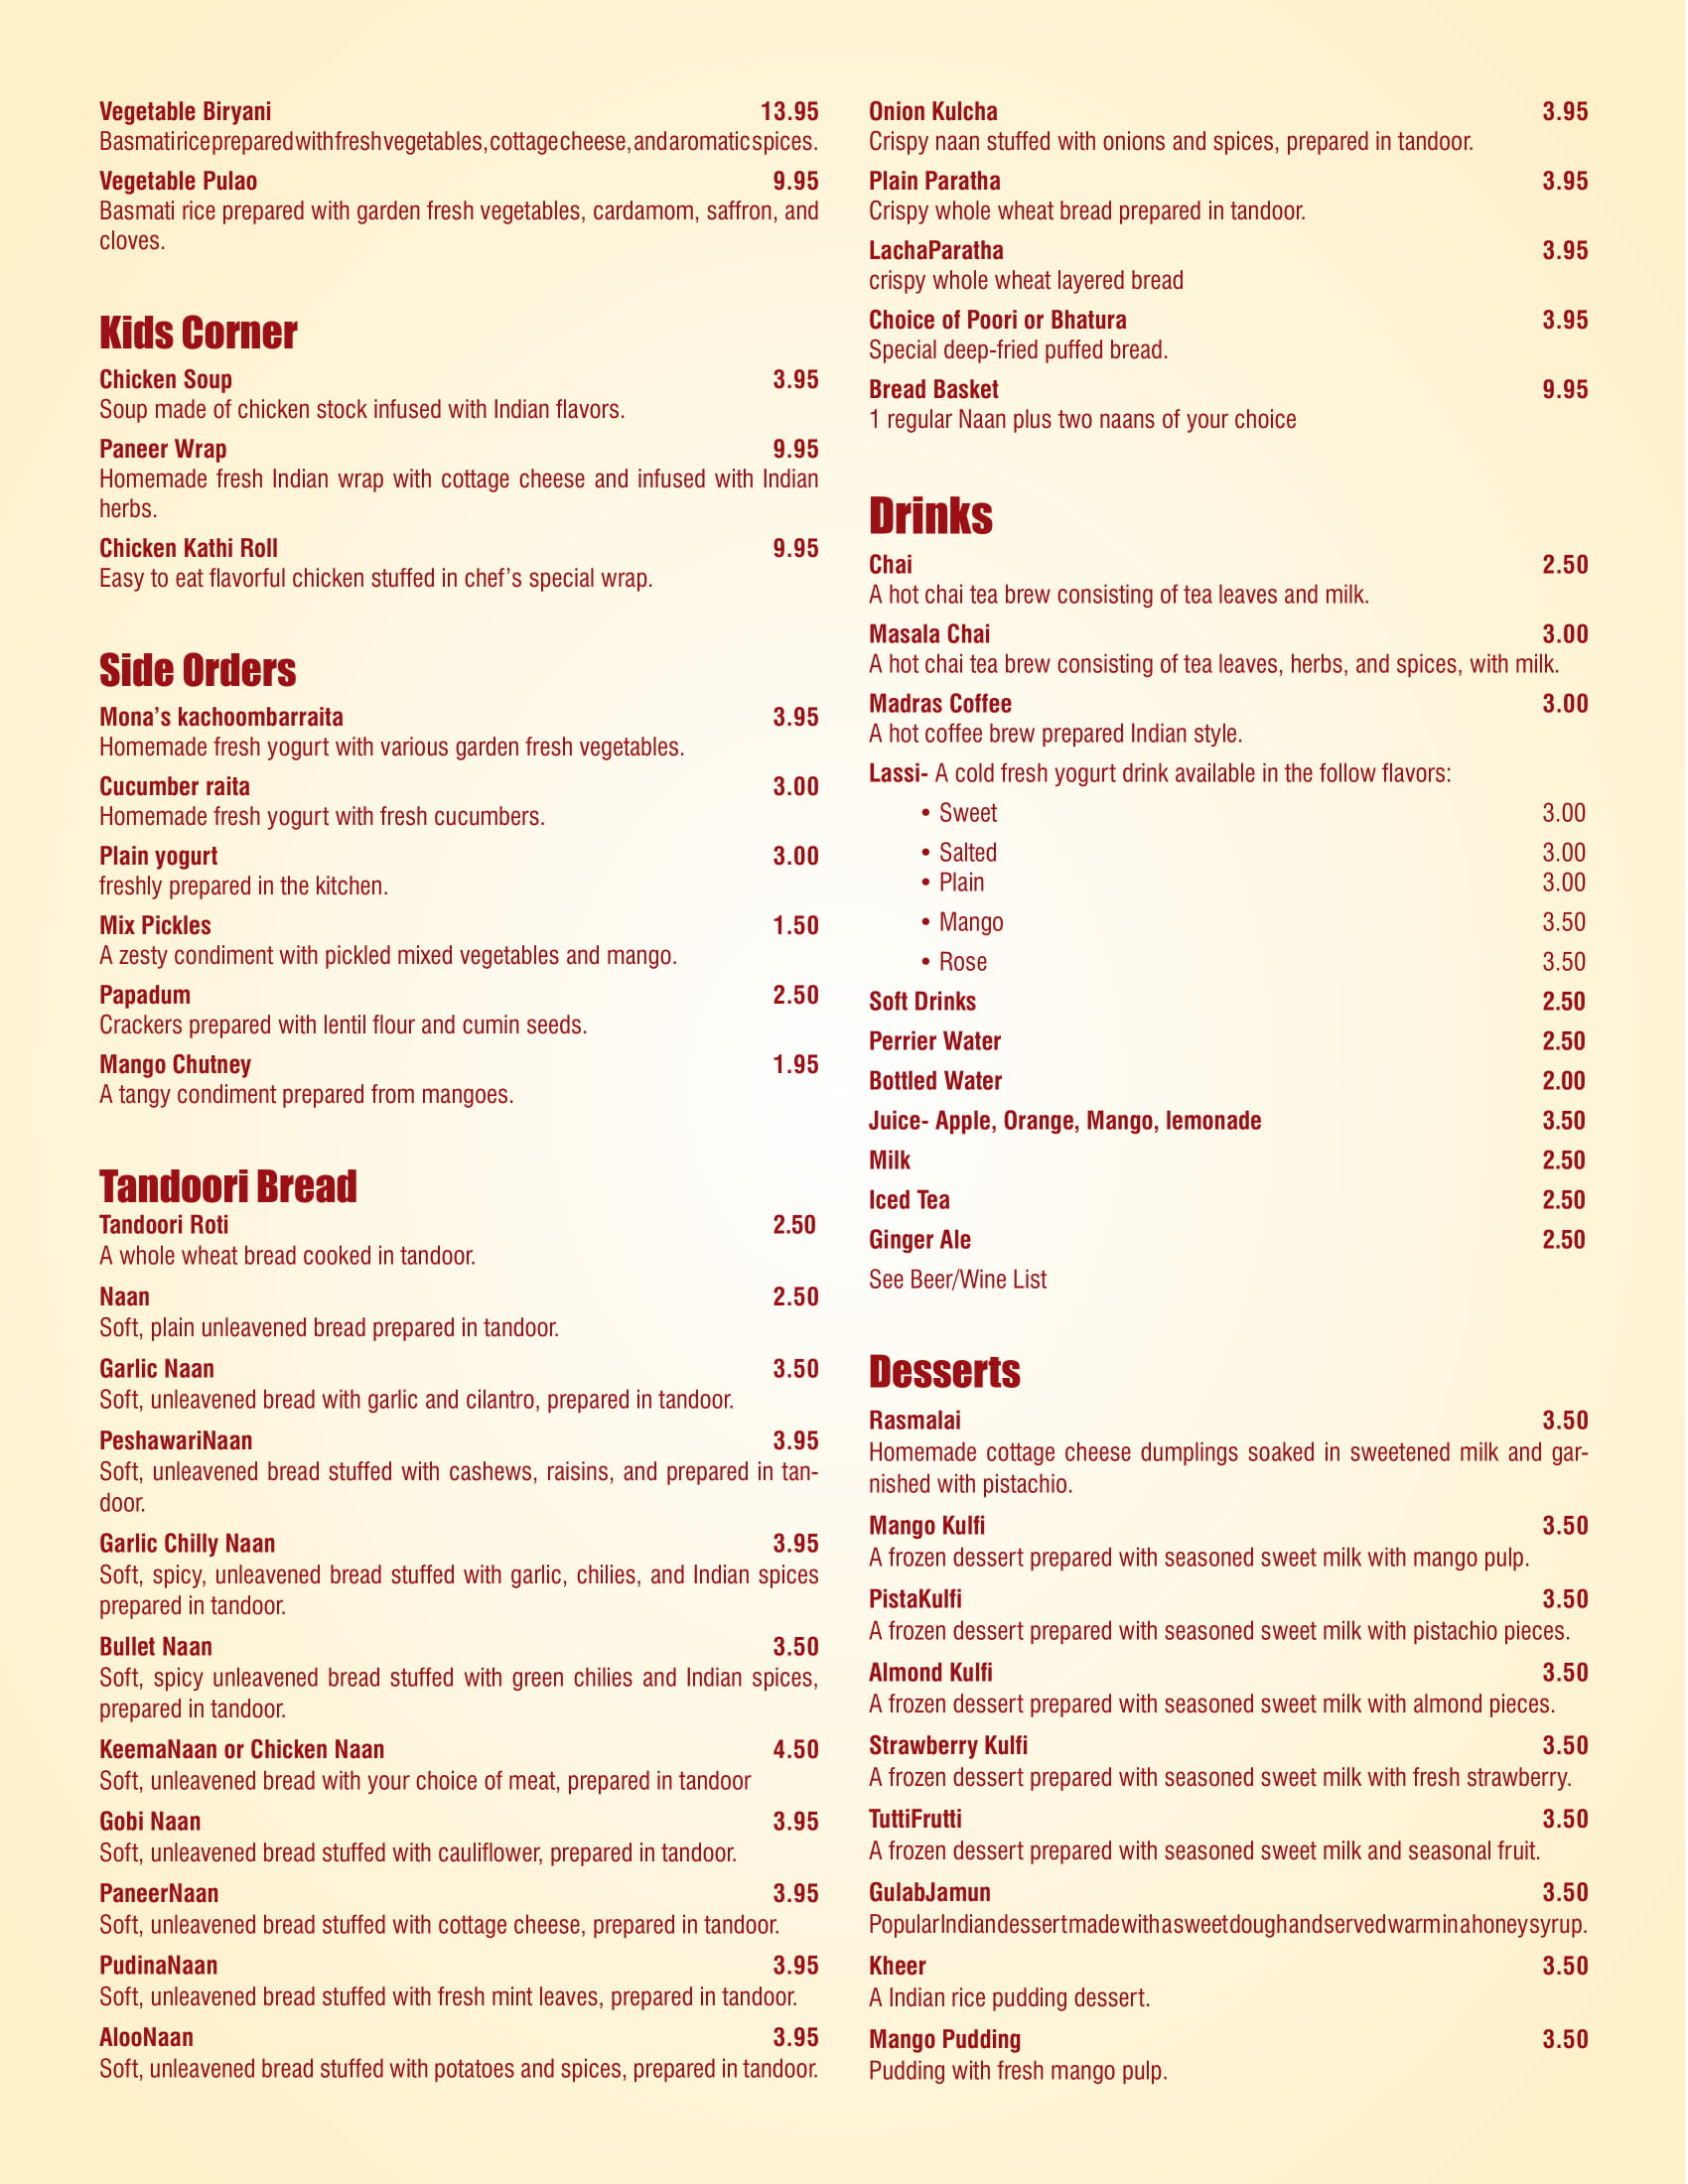 Vegetable Biryani 13.95
Basmati rice prepared with fresh vegetables, cottage cheese, and aromatic spices.
Vegetable Pulao 9.95
Basmati rice prepared with garden fresh vegetables, cardamom, saffron, and
cloves.
Kids Corner
Chicken Soup 3.95
Soup made of chicken stock infused with Indian flavors.
Paneer Wrap 9.95
Homemade fresh Indian wrap with cottage cheese and infused with Indian
herbs.
Chicken Kathi Roll 9.95
Easy to eat flavorful chicken stuffed in chef's special wrap.
Side Orders
Mona's kachoombarraita 3.95
Homemade fresh yogurt with various garden fresh vegetables.
Cucumber raita 3.00
Homemade fresh yogurt with fresh cucumbers.
Plain yogurt 3.00
freshly prepared in the kitchen.
Mix Pickles 1.50
A zesty condiment with pickled mixed vegetables and mango.
Papadum 2.50
Crackers prepared with lentil flour and cumin seeds.
Mango Chutney 1.95
A tangy condiment prepared from mangoes.
Tandoori Bread
Tandoori Roti 2.50
A whole wheat bread cooked in tandoor.
Naan 2.50
Soft, plain unleavened bread prepared in tandoor.
Garlic Naan 3.50
Soft, unleavened bread with garlic and cilantro, prepared in tandoor.
PeshawariNaan 3.95
Soft, unleavened bread stuffed with cashews, raisins, and prepared in tan-
door.
Garlic Chilly Naan 3.95
Soft, spicy, unleavened bread stuffed with garlic, chilies, and Indian spices
prepared in tandoor.
Bullet Naan 3.50
Soft, spicy unleavened bread stuffed with green chilies and Indian spices,
prepared in tandoor.
KeemaNaan or Chicken Naan 4.50
Soft, unleavened bread with your choice of meat, prepared in tandoor
Gobi Naan 3.95
Soft, unleavened bread stuffed with cauliflower, prepared in tandoor.
PaneerNaan 3.95
Soft, unleavened bread stuffed with cottage cheese, prepared in tandoor.
PudinaNaan 3.95
Soft, unleavened bread stuffed with fresh mint leaves, prepared in tandoor.
AlooNaan 3.95
Soft, unleavened bread stuffed with potatoes and spices, prepared in tandoor.
Onion Kulcha 3.95
Crispy naan stuffed with onions and spices, prepared in tandoor.
Plain Paratha 3.95
Crispy whole wheat bread prepared in tandoor.
LachaParatha 3.95
crispy whole wheat layered bread
Choice of Poori or Bhatura 3.95
Special deep-fried puffed bread.
Bread Basket 9.95
1 regular Naan plus two naans of your choice
Drinks
Chai 2.50
A hot chai tea brew consisting of tea leaves and milk.
Masala Chai 3.00
A hot chai tea brew consisting of tea leaves, herbs, and spices, with milk.
Madras Coffee 3.00
A hot coffee brew prepared Indian style.
Lassi- A cold fresh yogurt drink available in the follow flavors:
• Sweet 3.00
• Salted 3.00
• Plain 3.00
• Mango 3.50
• Rose 3.50
Soft Drinks 2.50
Perrier Water 2.50
Bottled Water 2.00
Juice- Apple, Orange, Mango, lemonade 3.50
Milk 2.50
Iced Tea 2.50
Ginger Ale 2.50
See Beer/Wine List
Desserts
Rasmalai 3.50
Homemade cottage cheese dumplings soaked in sweetened milk and gar-
nished with pistachio.
Mango Kulfi 3.50
A frozen dessert prepared with seasoned sweet milk with mango pulp.
PistaKulfi 3.50
A frozen dessert prepared with seasoned sweet milk with pistachio pieces.
Almond Kulfi 3.50
A frozen dessert prepared with seasoned sweet milk with almond pieces.
Strawberry Kulfi 3.50
A frozen dessert prepared with seasoned sweet milk with fresh strawberry.
TuttiFrutti 3.50
A frozen dessert prepared with seasoned sweet milk and seasonal fruit.
GulabJamun 3.50
Popular Indian dessert made with a sweet dough and served warm in a honey syrup.
Kheer 3.50
A Indian rice pudding dessert.
Mango Pudding 3.50
Pudding with fresh mango pulp.